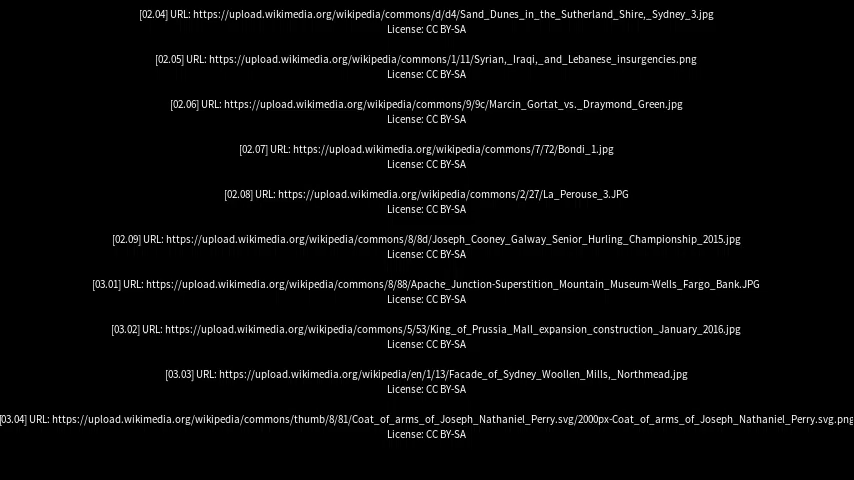 [02.04] URL: https://upload.wikimedia.org/wikipedia/commons/d/d4/Sand_Dunes_in_the_Sutherland_Shire,_Sydney_3.jpg
License: CC BY-SA
[02.05] URL: https://upload.wikimedia.org/wikipedia/commons/1/11/Syrian,_Iraqi,_and_Lebanese_insurgencies.png
License: CC BY-SA
[02.06] URL: https://upload.wikimedia.org/wikipedia/commons/9/9c/Marcin_Gortat_vs._Draymond_Green.jpg
License: CC BY-SA
[02.07] URL: https://upload.wikimedia.org/wikipedia/commons/7/72/Bondi_1.jpg
License: CC BY-SA
[02.08] URL: https://upload.wikimedia.org/wikipedia/commons/2/27/La_Perouse_3.JPG
License: CC BY-SA
[02.09] URL: https://upload.wikimedia.org/wikipedia/commons/8/8d/Joseph_Cooney_Galway_Senior_Hurling_Championship_2015.jpg
License: CC BY-SA
[03.01] URL: https://upload.wikimedia.org/wikipedia/commons/8/88/Apache_Junction-Superstition_Mountain_Museum-Wells_Fargo_Bank.JPG
License: CC BY-SA
[03.02] URL: https://upload.wikimedia.org/wikipedia/commons/5/53/King_of_Prussia_Mall_expansion_construction_January_2016.jpg
License: CC BY-SA
[03.03] URL: https://upload.wikimedia.org/wikipedia/en/1/13/Facade_of_Sydney_Woollen_Mills,_Northmead.jpg
License: CC BY-SA
[03.04] URL: https://upload.wikimedia.org/wikipedia/commons/thumb/8/81/Coat_of_arms_of_Joseph_Nathaniel_Perry.svg/2000px-Coat_of_arms_of_Joseph_Nathaniel_Perry.svg.png
License: CC BY-SA